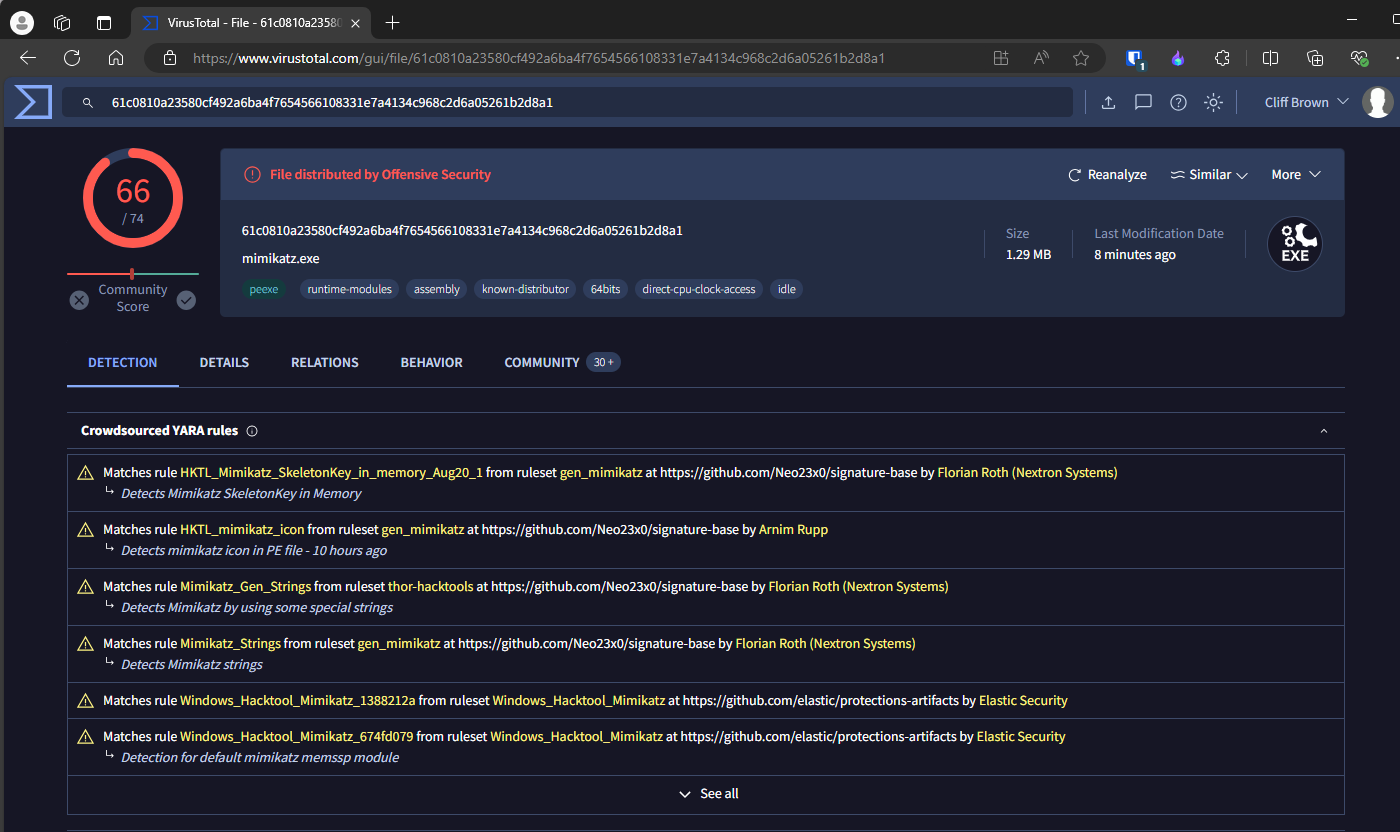 VirusTotal - File - 61c0810a23580
https://www.virustotal.com/gui/file/61c0810a23580cf492a6ba4f7654566108331e7a4134c968c2d6a05261b2d8a1
1
61c0810a23580cf492a6ba4f7654566108331e7a4134c968c2d6a05261b2d8a1
Cliff Brown
66
/ 74
Community
Score
File distributed by Offensive Security
Reanalyze
Similar
More
61c0810a23580cf492a6ba4f7654566108331e7a4134c968c2d6a05261b2d8a1
mimikatz.exe
Size
1.29 MB
Last Modification Date
8 minutes ago
EXE
peexe
runtime-modules
assembly
known-distributor
64bits
direct-cpu-clock-access
idle
DETECTION
DETAILS
RELATIONS
BEHAVIOR
COMMUNITY
30 +
Crowdsourced YARA rules
Matches rule HKTL_Mimikatz_SkeletonKey_in_memory_Aug20_1 from ruleset gen_mimikatz at https://github.com/Neo23x0/signature-base by Florian Roth (Nextron Systems)
Detects Mimikatz SkeletonKey in Memory
Matches rule HKTL_mimikatz_icon from ruleset gen_mimikatz at https://github.com/Neo23x0/signature-base by Arnim Rupp
Detects mimikatz icon in PE file - 10 hours ago
Matches rule Mimikatz_Gen_Strings from ruleset thor-hacktools at https://github.com/Neo23x0/signature-base by Florian Roth (Nextron Systems)
Detects Mimikatz by using some special strings
Matches rule Mimikatz_Strings from ruleset gen_mimikatz at https://github.com/Neo23x0/signature-base by Florian Roth (Nextron Systems)
Detects Mimikatz strings
Matches rule Windows_Hacktool_Mimikatz_1388212a from ruleset Windows_Hacktool_Mimikatz at https://github.com/elastic/protections-artifacts by Elastic Security
Matches rule Windows_Hacktool_Mimikatz_674fd079 from ruleset Windows_Hacktool_Mimikatz at https://github.com/elastic/protections-artifacts by Elastic Security
Detection for default mimikatz memssp module
See all